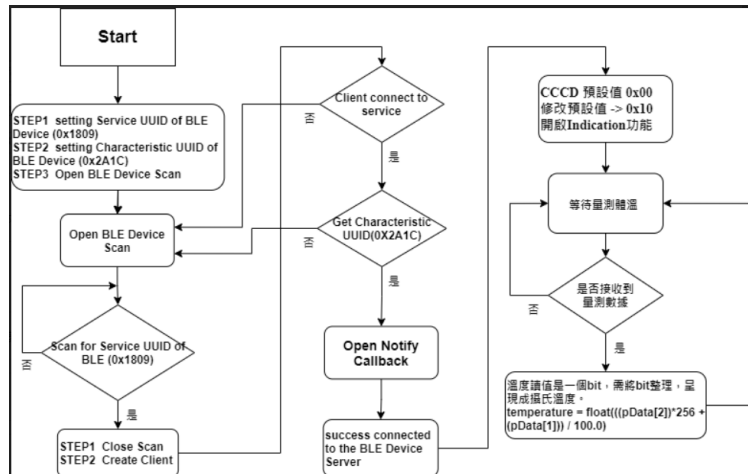 Start
STEP1 setting Service UUID of BLE
Device (0x1809)
STEP2 setting Characteristic UUID
of BLE Device (0x2A1C)
STEP3 Open BLE Device Scan
Open BLE Device
Scan
Scan for Service UUID of
BLE (0x1809)
否
是
STEP1 Close Scan
STEP2 Create Client
Client connect to
service
否
是
Get Characteristic
UUID(0X2A1C)
否
是
Open Notify
Callback
success connected
to the BLE Device
Server
CCCD 預設值 0x00
修改預設值 -> 0x10
開啟Indication功能
等待量測體溫
是否接收到
量測數據
否
是
溫度讀值是一個bit，需將bit整理，呈
現成攝氏溫度。
temperature = float(((pData[2])*256 +
(pData[1])) / 100.0)